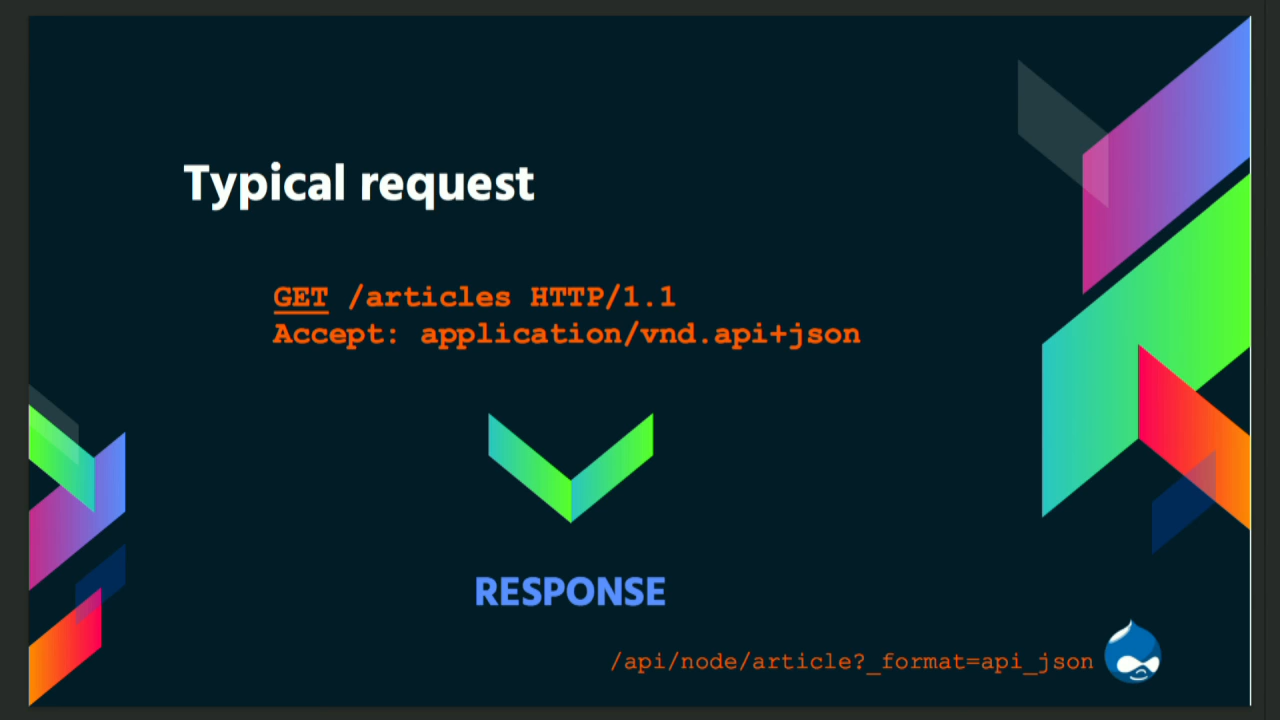 Typical request
GET /articles HTTP/1.1
Accept: application/vnd.api+json
RESPONSE
/api/node/article?_format=api_json